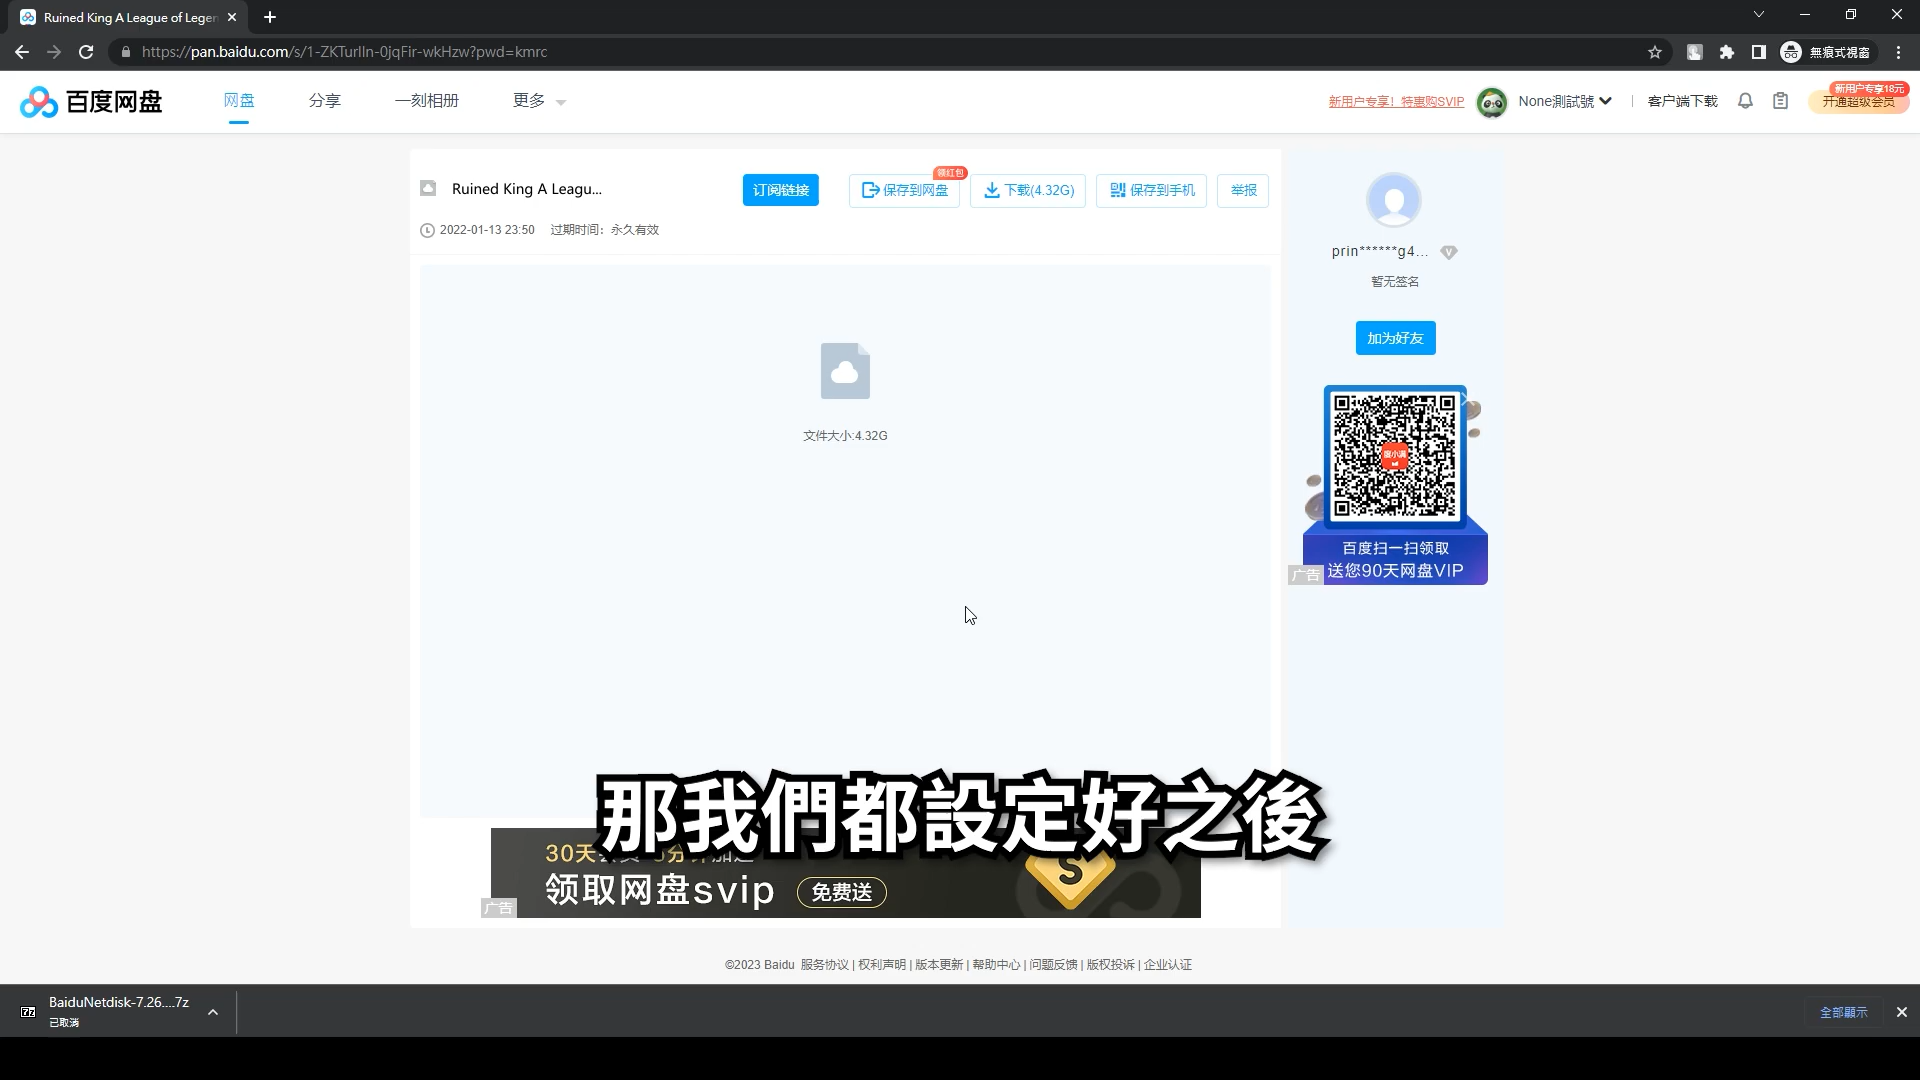 Ruined King A League of Legen
https://pan.baidu.com/s/1-ZKTurIln-0jqFir-wkHzw?pwd=kmrc
無痕式視窗
百度网盘
网盘
分享
一刻相册
更多
新用户专享！特惠购SVIP
None測試號
客户端下载
新用户专享18元
开通超级会员
Ruined King A Leagu...
订阅链接
领红包
保存到网盘
下载(4.32G)
保存到手机
举报
2022-01-13 23:50 过期时间：永久有效
文件大小:4.32G
prin******g4...
暂无签名
加为好友
度小满
百度扫一扫领取
送您90天网盘VIP
广告
那我們都設定好之後
30天
领取网盘svip
免费送
广告
©2023 Baidu 服务协议 | 权利声明 | 版本更新 | 帮助中心 | 问题反馈 | 版权投诉 | 企业认证
BaiduNetdisk-7.26....7z
已取消
全部顯示